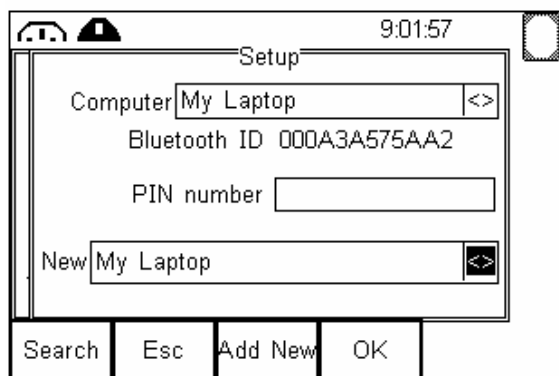 9:01:57
Setup
Computer My Laptop <>
Bluetooth ID 000A3A575AA2
PIN number
New My Laptop <>
Search Esc Add New OK